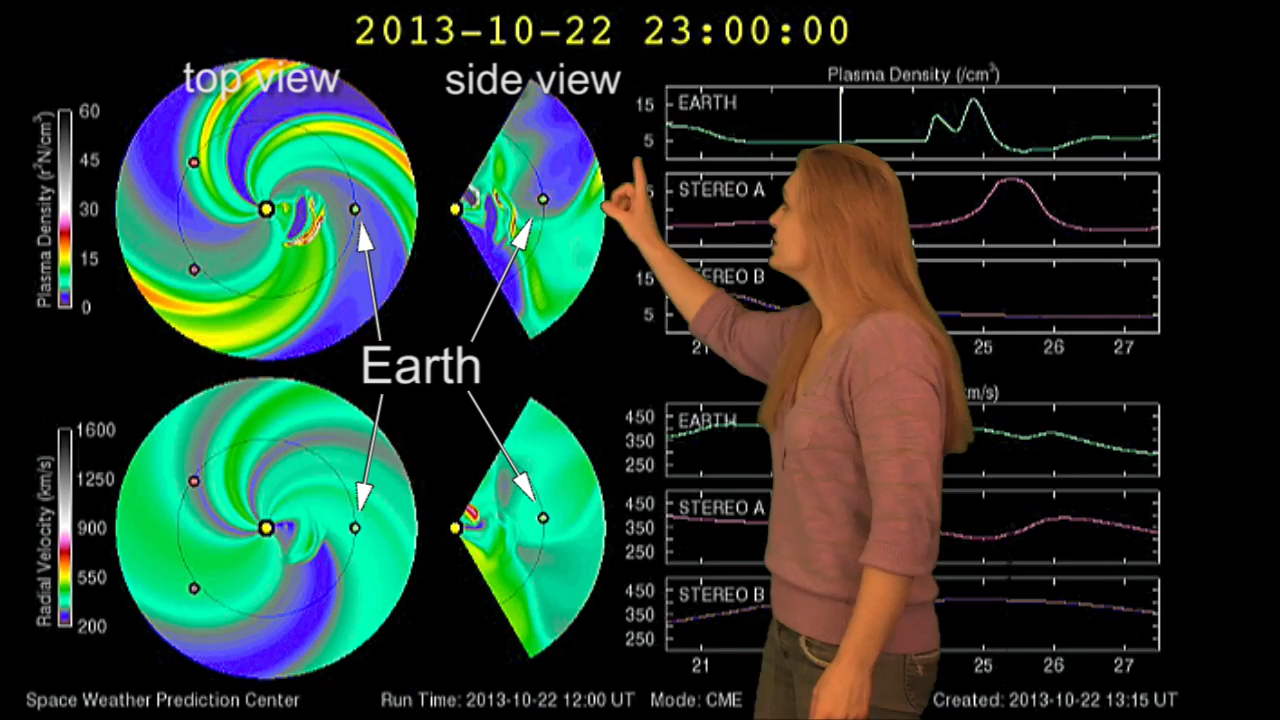 2013-10-22 23:00:00
top view
side view
Plasma Density (r²N/cm³)
60
45
30
15
0
Earth
Radial Velocity (km/s)
1600
1250
900
550
200
Plasma Density (/cm³)
EARTH
15
5
STEREO A
5
STEREO B
15
5
21
25
26
27
m/s)
EARTH
450
350
250
STEREO A
450
350
250
STEREO B
450
350
250
21
25
26
27
Space Weather Prediction Center
Run Time: 2013-10-22 12:00 UT
Mode: CME
Created: 2013-10-22 13:15 UT